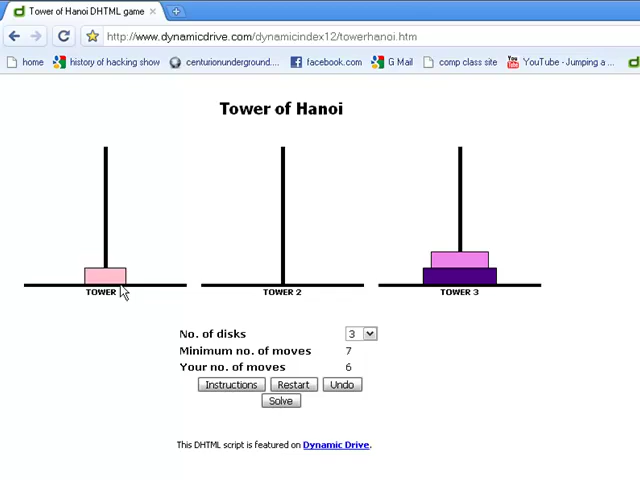 Tower of Hanoi DHTML game
http://www.dynamicdrive.com/dynamicindex12/towerhanoi.htm
home history of hacking show centurionunderground.... facebook.com G Mail comp class site YouTube - Jumping a ...
Tower of Hanoi
TOWER TOWER 2 TOWER 3
No. of disks 3
Minimum no. of moves 7
Your no. of moves 6
Instructions Restart Undo
Solve
This DHTML script is featured on Dynamic Drive.